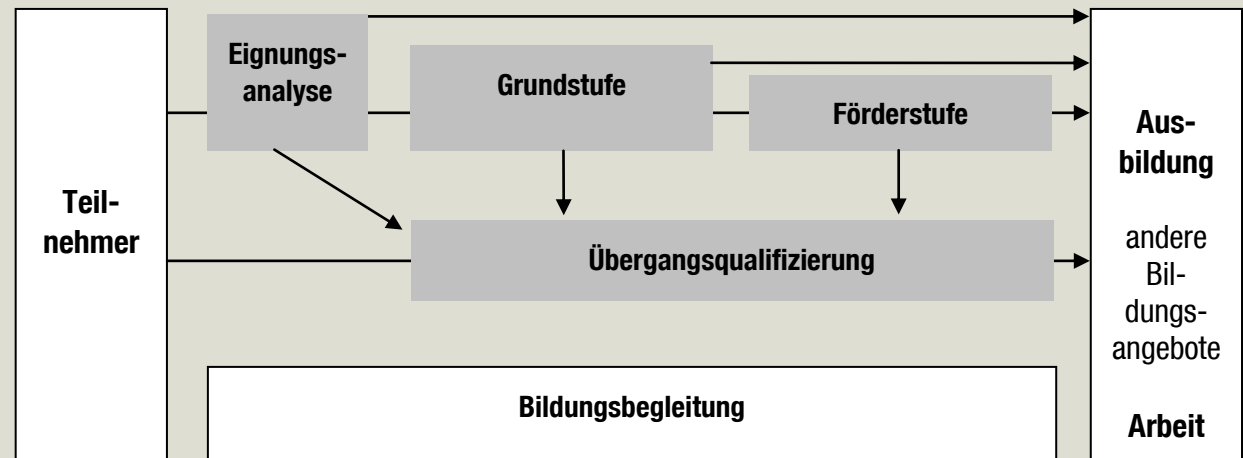 Teil-
nehmer
Eignungs-
analyse
Grundstufe
Förderstufe
Übergangsqualifizierung
Bildungsbegleitung
Aus-
bildung
andere
Bil-
dungs-
angebote
Arbeit